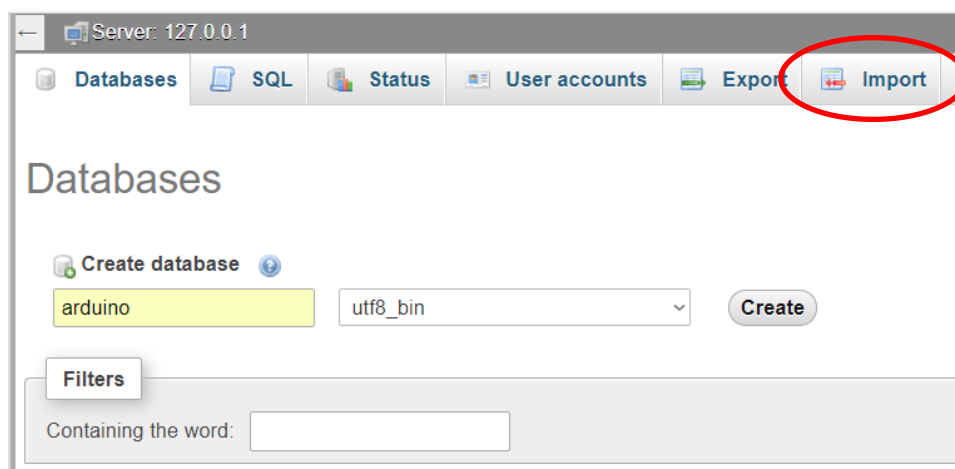 Server: 127.0.0.1
Databases SQL Status User accounts Export Import
Databases
Create database
arduino utf8_bin Create
Filters
Containing the word: